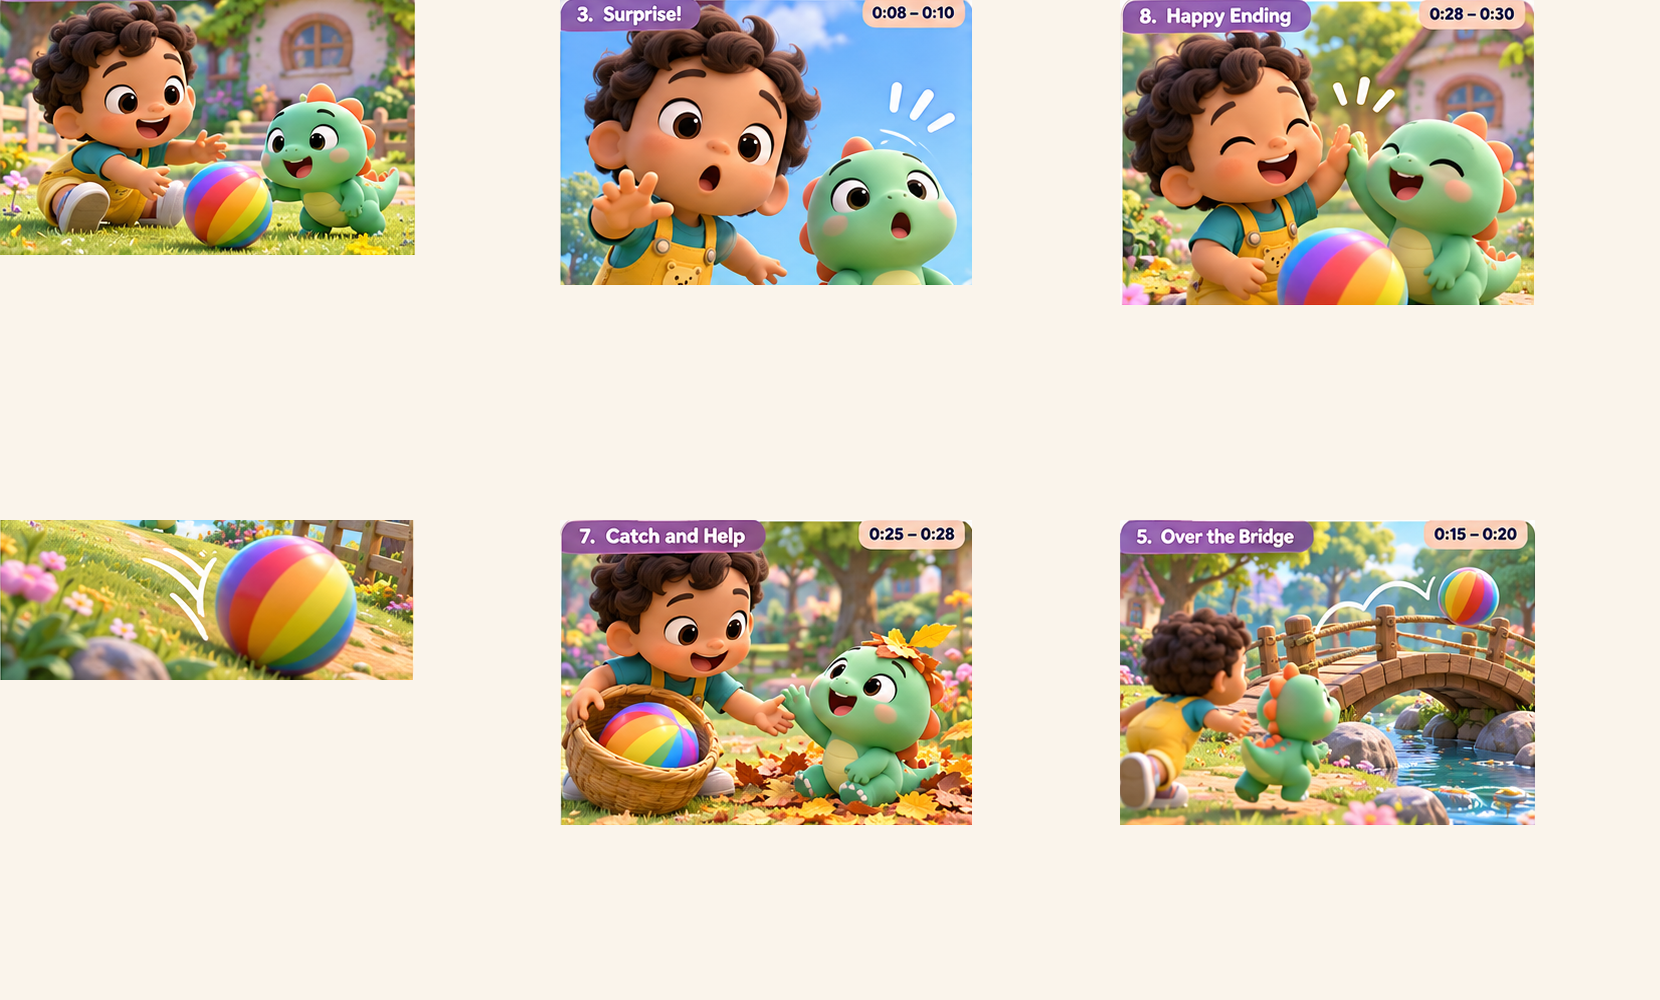 3. Surprise!
0:08 – 0:10
8. Happy Ending
0:28 – 0:30
7. Catch and Help
0:25 – 0:28
5. Over the Bridge
0:15 – 0:20